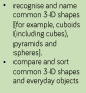 • recognise and name
common 3-D shapes
[for example, cuboids
(including cubes),
pyramids and
spheres].
• compare and sort
common 3-D shapes
and everyday objects